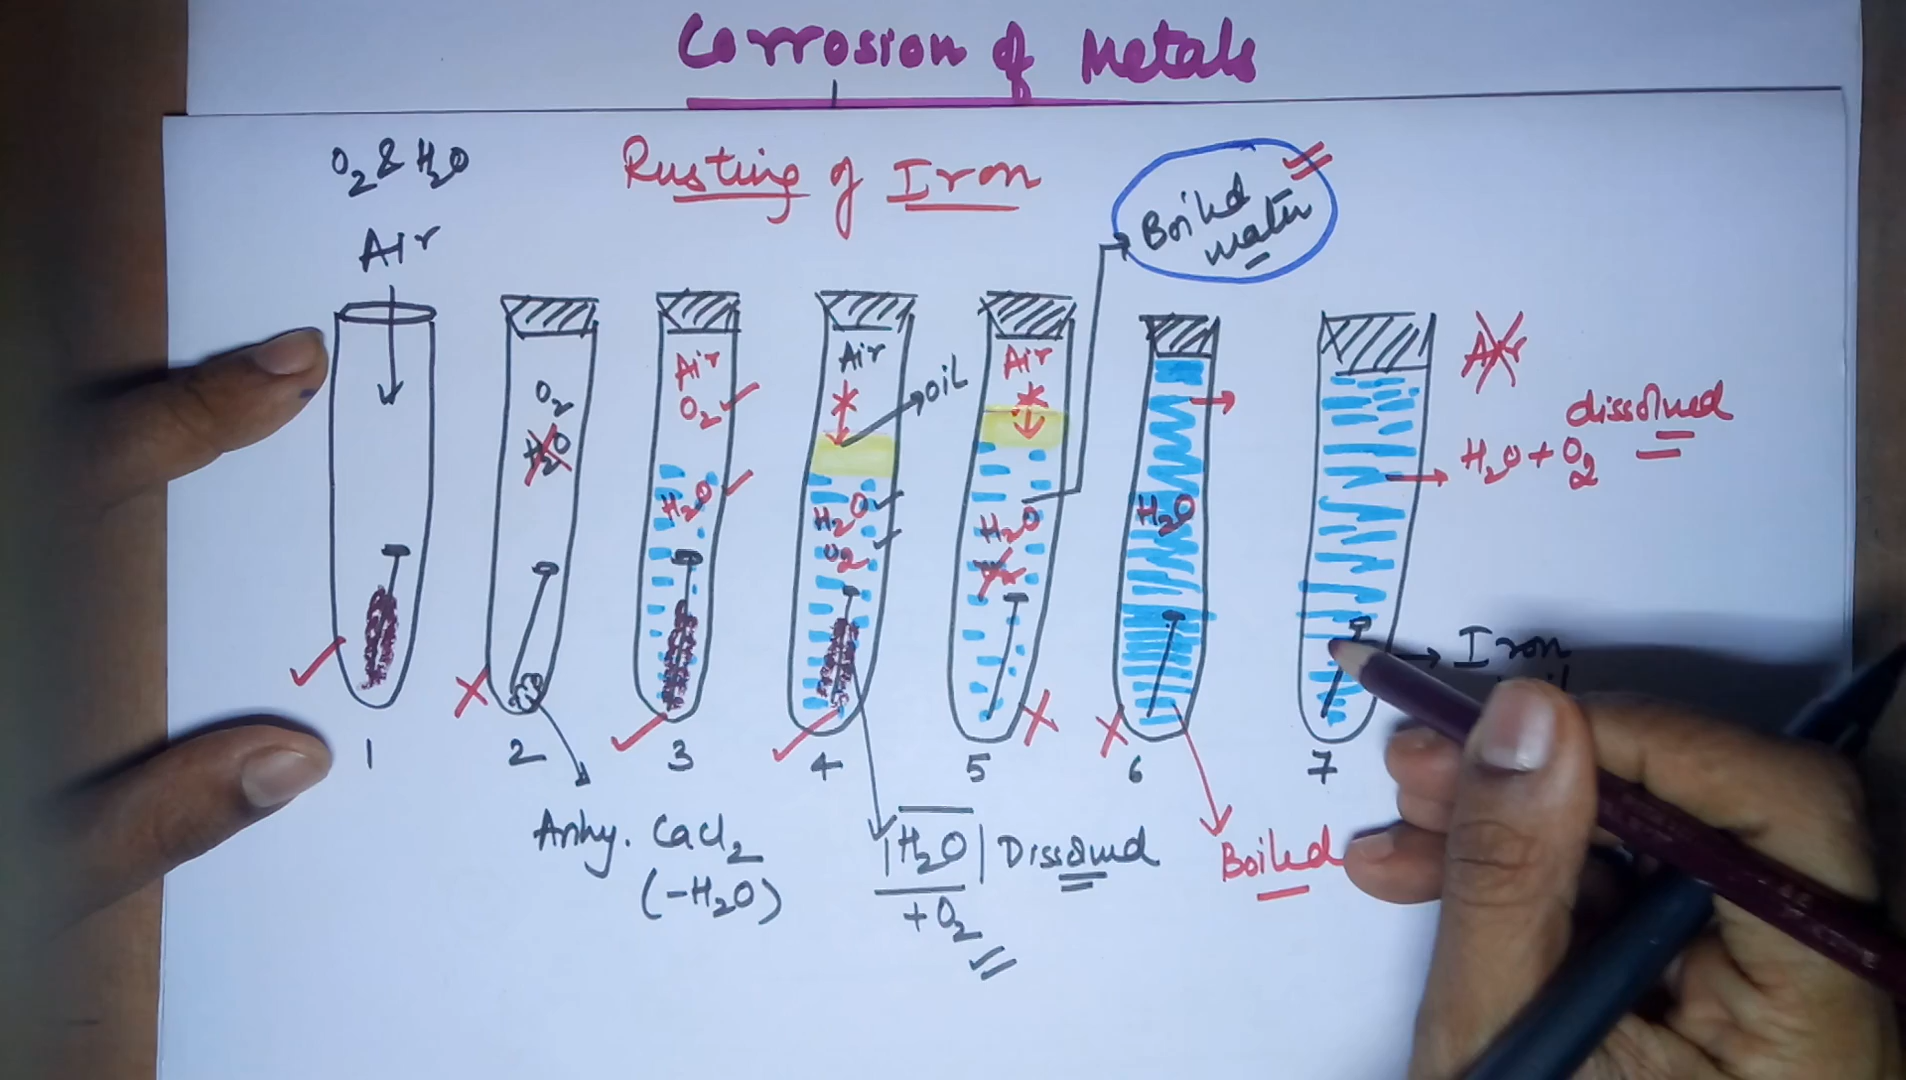 Corrosion of Metals
O2 & H2O
Rusting of Iron
Boiled
water
Air
Air
Air
Air
Air
oil
O2
O2
dissolved
H2O
H2O
H2O
H2O
H2O
H2O + O2
O2
Air
Iron
1
2
3
4
5
6
7
Anhy. CaCl2
(-H2O)
H2O Dissolved
+ O2
Boiled